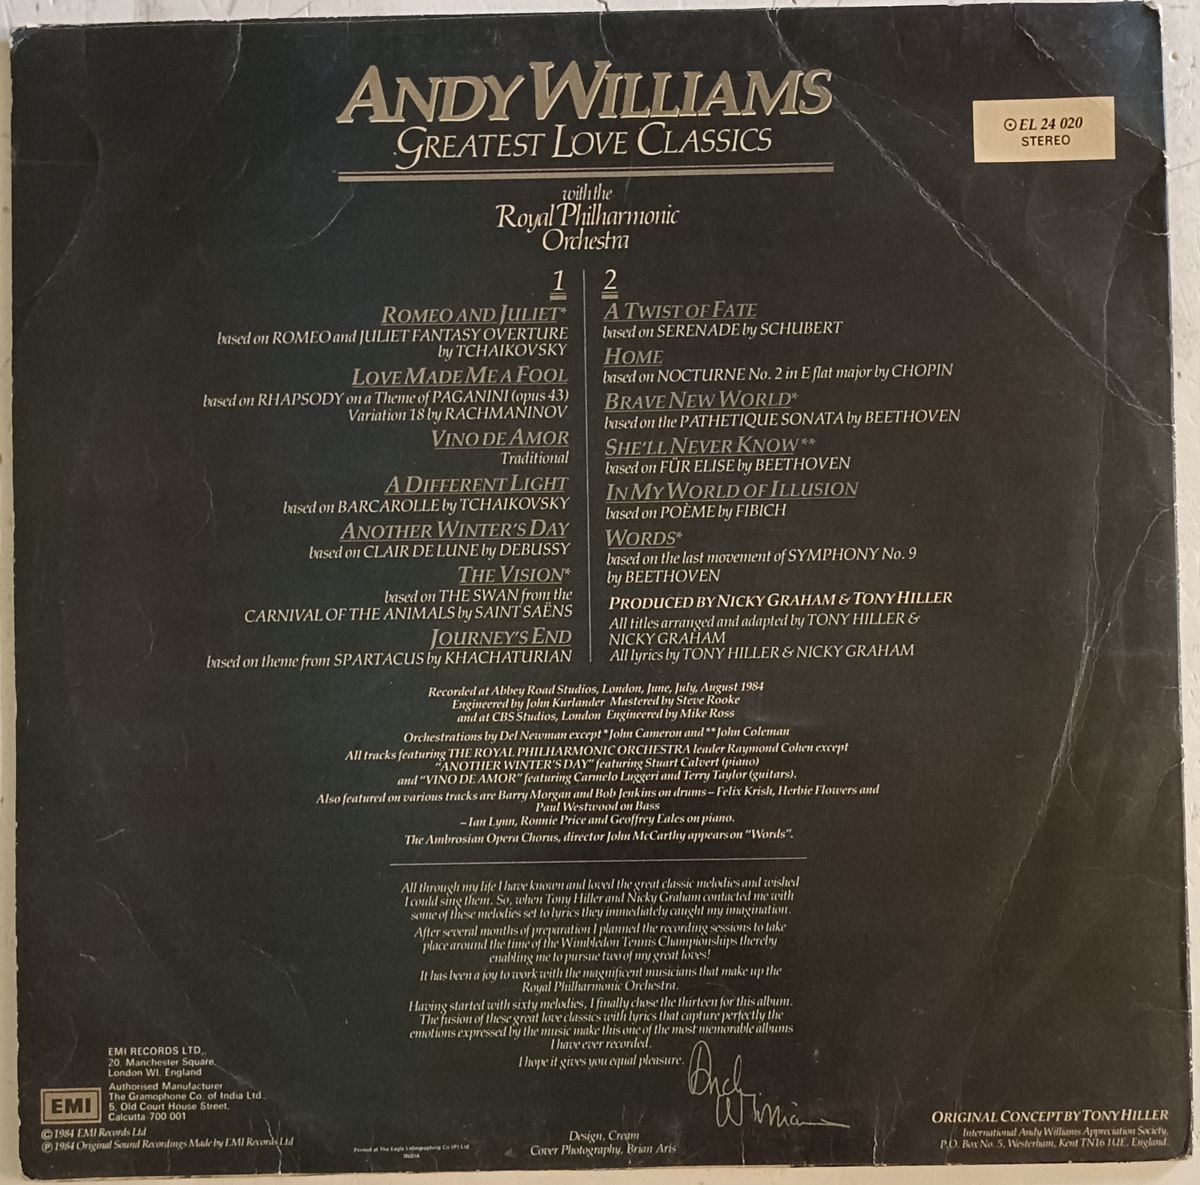 ANDY WILLIAMS
GREATEST LOVE CLASSICS
⊙ EL 24 020
STEREO
with the
Royal Philharmonic
Orchestra
1
ROMEO AND JULIET*
based on ROMEO and JULIET FANTASY OVERTURE
by TCHAIKOVSKY
LOVE MADE ME A FOOL
based on RHAPSODY on a Theme of PAGANINI (opus 43)
Variation 18 by RACHMANINOV
VINO DE AMOR
Traditional
A DIFFERENT LIGHT
based on BARCAROLLE by TCHAIKOVSKY
ANOTHER WINTER'S DAY
based on CLAIR DE LUNE by DEBUSSY
THE VISION*
based on THE SWAN from the
CARNIVAL OF THE ANIMALS by SAINT SAËNS
JOURNEY'S END
based on theme from SPARTACUS by KHACHATURIAN
2
A TWIST OF FATE
based on SERENADE by SCHUBERT
HOME
based on NOCTURNE No. 2 in E flat major by CHOPIN
BRAVE NEW WORLD*
based on the PATHETIQUE SONATA by BEETHOVEN
SHE'LL NEVER KNOW**
based on FÜR ELISE by BEETHOVEN
IN MY WORLD OF ILLUSION
based on POÈME by FIBICH
WORDS*
based on the last movement of SYMPHONY No. 9
by BEETHOVEN
PRODUCED BY NICKY GRAHAM & TONY HILLER
All titles arranged and adapted by TONY HILLER &
NICKY GRAHAM
All lyrics by TONY HILLER & NICKY GRAHAM
Recorded at Abbey Road Studios, London, June, July, August 1984
Engineered by John Kurlander Mastered by Steve Rooke
and at CBS Studios, London Engineered by Mike Ross
Orchestrations by Del Newman except *John Cameron and **John Coleman
All tracks featuring THE ROYAL PHILHARMONIC ORCHESTRA leader Raymond Cohen except
"ANOTHER WINTER'S DAY" featuring Stuart Calvert (piano)
and "VINO DE AMOR" featuring Carmelo Luggeri and Terry Taylor (guitars).
Also featured on various tracks are Barry Morgan and Bob Jenkins on drums – Felix Krish, Herbie Flowers and
Paul Westwood on Bass
– Ian Lynn, Ronnie Price and Geoffrey Eales on piano.
The Ambrosian Opera Chorus, director John McCarthy appears on "Words".
All through my life I have known and loved the great classic melodies and wished
I could sing them. So, when Tony Hiller and Nicky Graham contacted me with
some of these melodies set to lyrics they immediately caught my imagination.
After several months of preparation I planned the recording sessions to take
place around the time of the Wimbledon Tennis Championships thereby
enabling me to pursue two of my great loves!
It has been a joy to work with the magnificent musicians that make up the
Royal Philharmonic Orchestra.
Having started with sixty melodies, I finally chose the thirteen for this album.
The fusion of these great love classics with lyrics that capture perfectly the
emotions expressed by the music make this one of the most memorable albums
I have ever recorded.
I hope it gives you equal pleasure.
Andy Williams
EMI RECORDS LTD.,
20, Manchester Square,
London WI, England
Authorised Manufacturer
The Gramophone Co. of India Ltd.,
5, Old Court House Street,
Calcutta-700 001
EMI
© 1984 EMI Records Ltd
℗ 1984 Original Sound Recordings Made by EMI Records Ltd
Printed at The Eagle Lithographing Co (P) Ltd.
INDIA
Design, Cream
Cover Photography, Brian Aris
ORIGINAL CONCEPT BY TONY HILLER
International Andy Williams Appreciation Society,
P.O. Box No. 5, Westerham, Kent TN16 1UE, England.